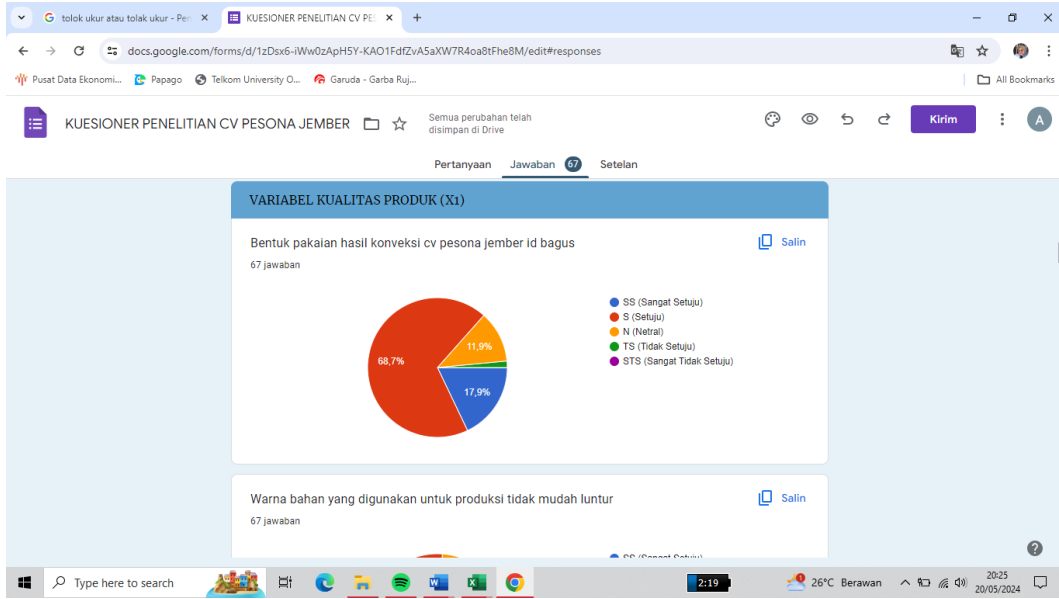 tolok ukur atau tolak ukur - Pen
KUESIONER PENELITIAN CV PES
docs.google.com/forms/d/1zDsx6-iWw0zApH5Y-KAO1FdfZvA5aXW7R4oa8tFhe8M/edit#responses
Pusat Data Ekonomi...
Papago
Telkom University O...
Garuda - Garba Ruj...
All Bookmarks
KUESIONER PENELITIAN CV PESONA JEMBER
Semua perubahan telah
disimpan di Drive
Kirim
A
Pertanyaan
Jawaban 67
Setelan
VARIABEL KUALITAS PRODUK (X1)
Bentuk pakaian hasil konveksi cv pesona jember id bagus
Salin
67 jawaban
SS (Sangat Setuju)
S (Setuju)
N (Netral)
TS (Tidak Setuju)
STS (Sangat Tidak Setuju)
11,9%
68,7%
17,9%
Warna bahan yang digunakan untuk produksi tidak mudah luntur
Salin
67 jawaban
SS (Sangat Setuju)
Type here to search
2:19
26°C Berawan
20:25
20/05/2024